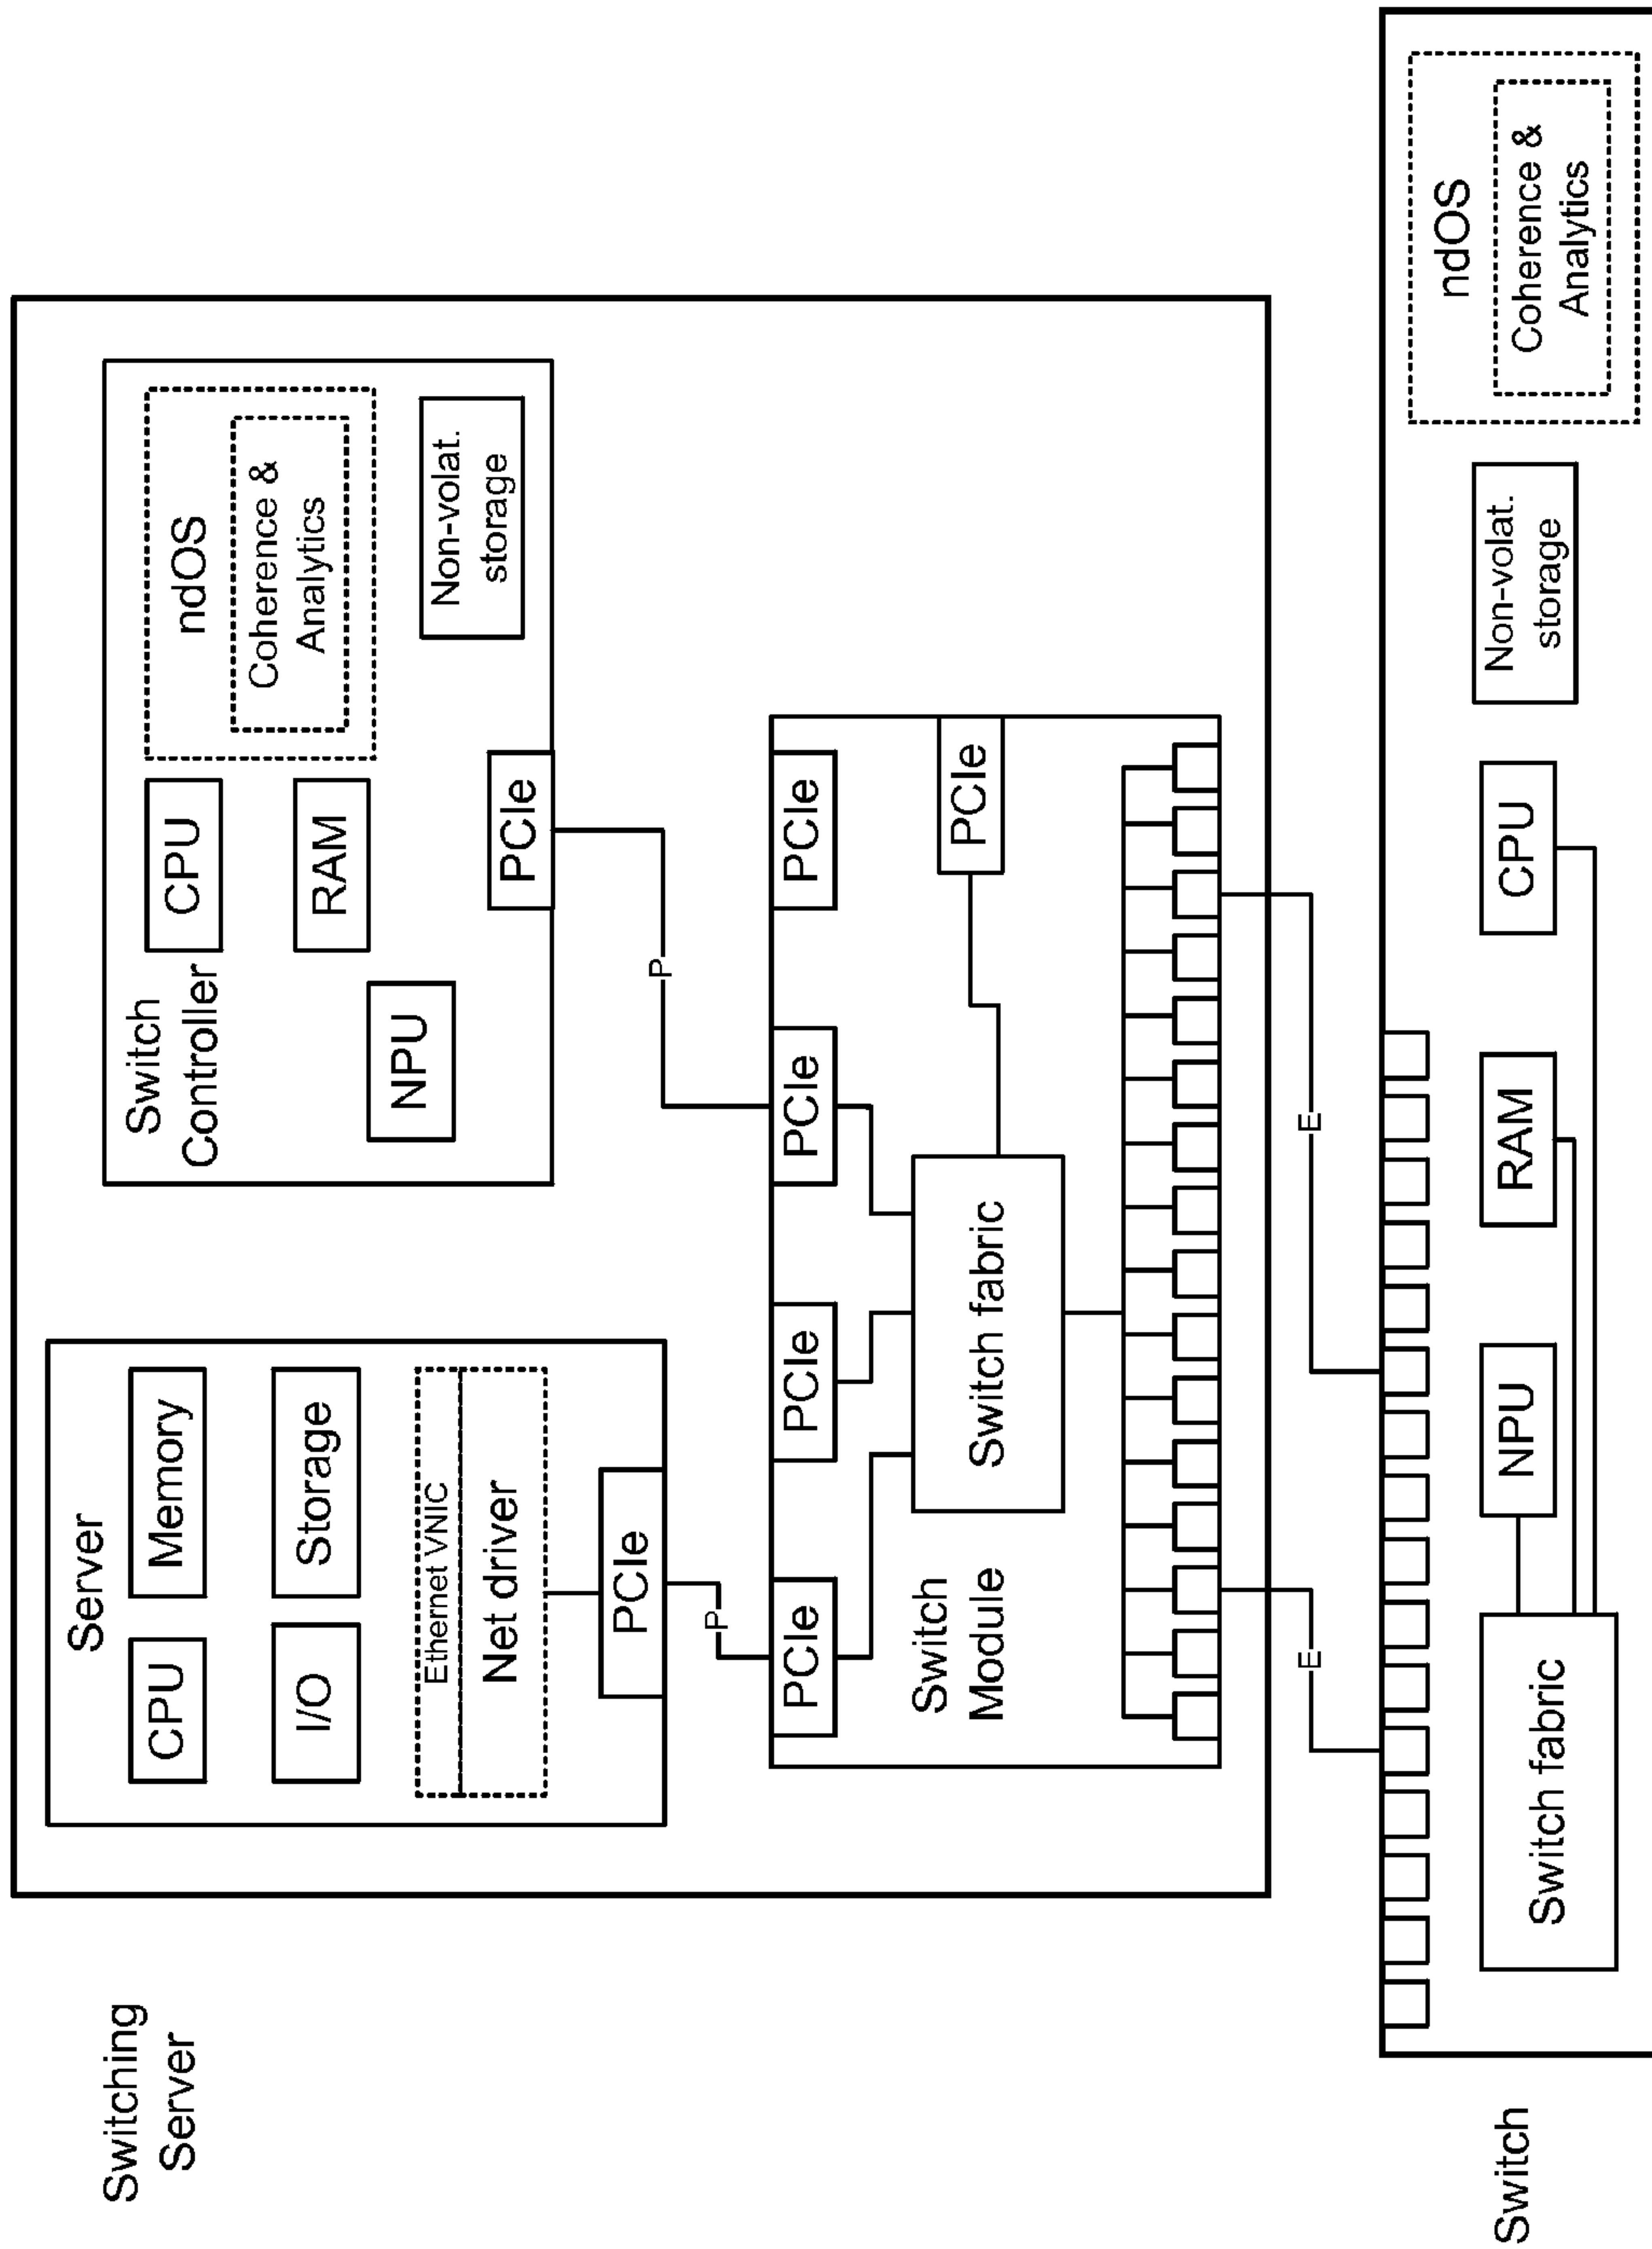 Switching
Server
Server
CPU
Memory
I/O
Storage
Ethernet VNIC
Net driver
PCIe
Switch
Controller
CPU
RAM
NPU
ndOS
Coherence &
Analytics
Non-volat.
storage
PCIe
P
P
PCIe
PCIe
PCIe
PCIe
Switch
Module
Switch fabric
PCIe
E
E
Switch
Switch fabric
NPU
RAM
CPU
Non-volat.
storage
ndOS
Coherence &
Analytics